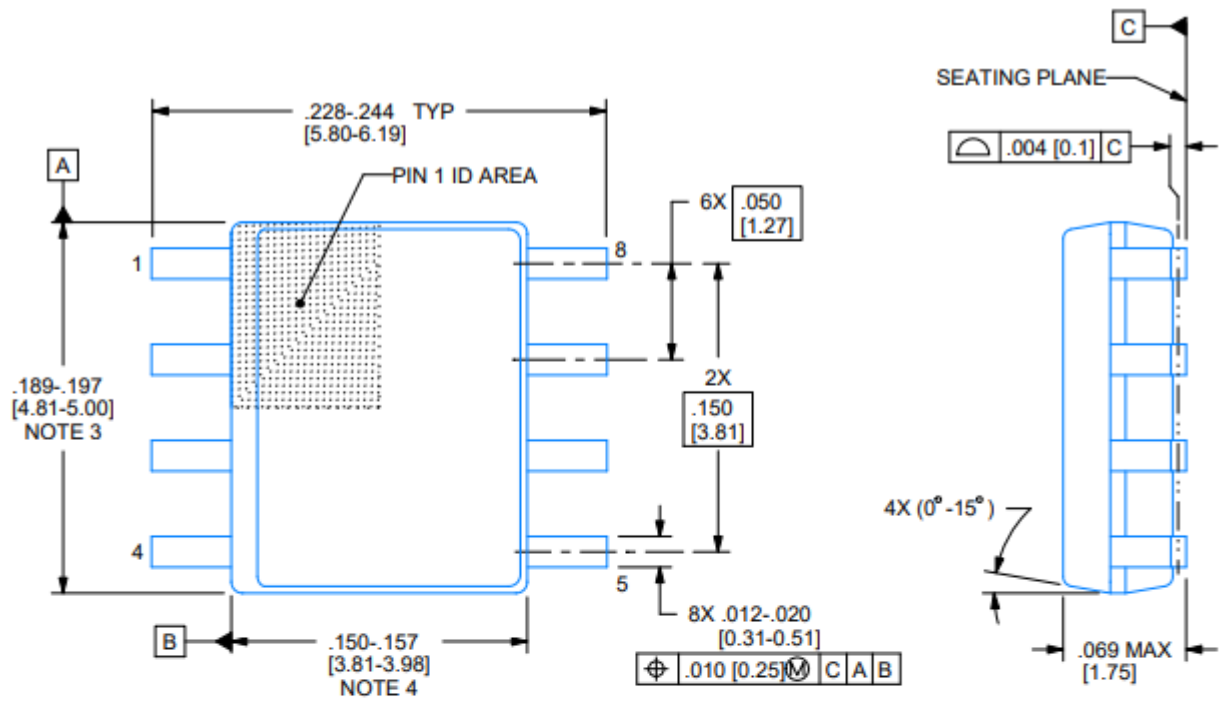 C
SEATING PLANE
.004 [0.1] C
.228-.244 TYP
[5.80-6.19]
A
PIN 1 ID AREA
6X .050
[1.27]
1
8
.189-.197
[4.81-5.00]
NOTE 3
2X
.150
[3.81]
4X (0°-15°)
4
5
B
.150-.157
[3.81-3.98]
NOTE 4
8X .012-.020
[0.31-0.51]
.010 [0.25] Ⓜ C A B
.069 MAX
[1.75]